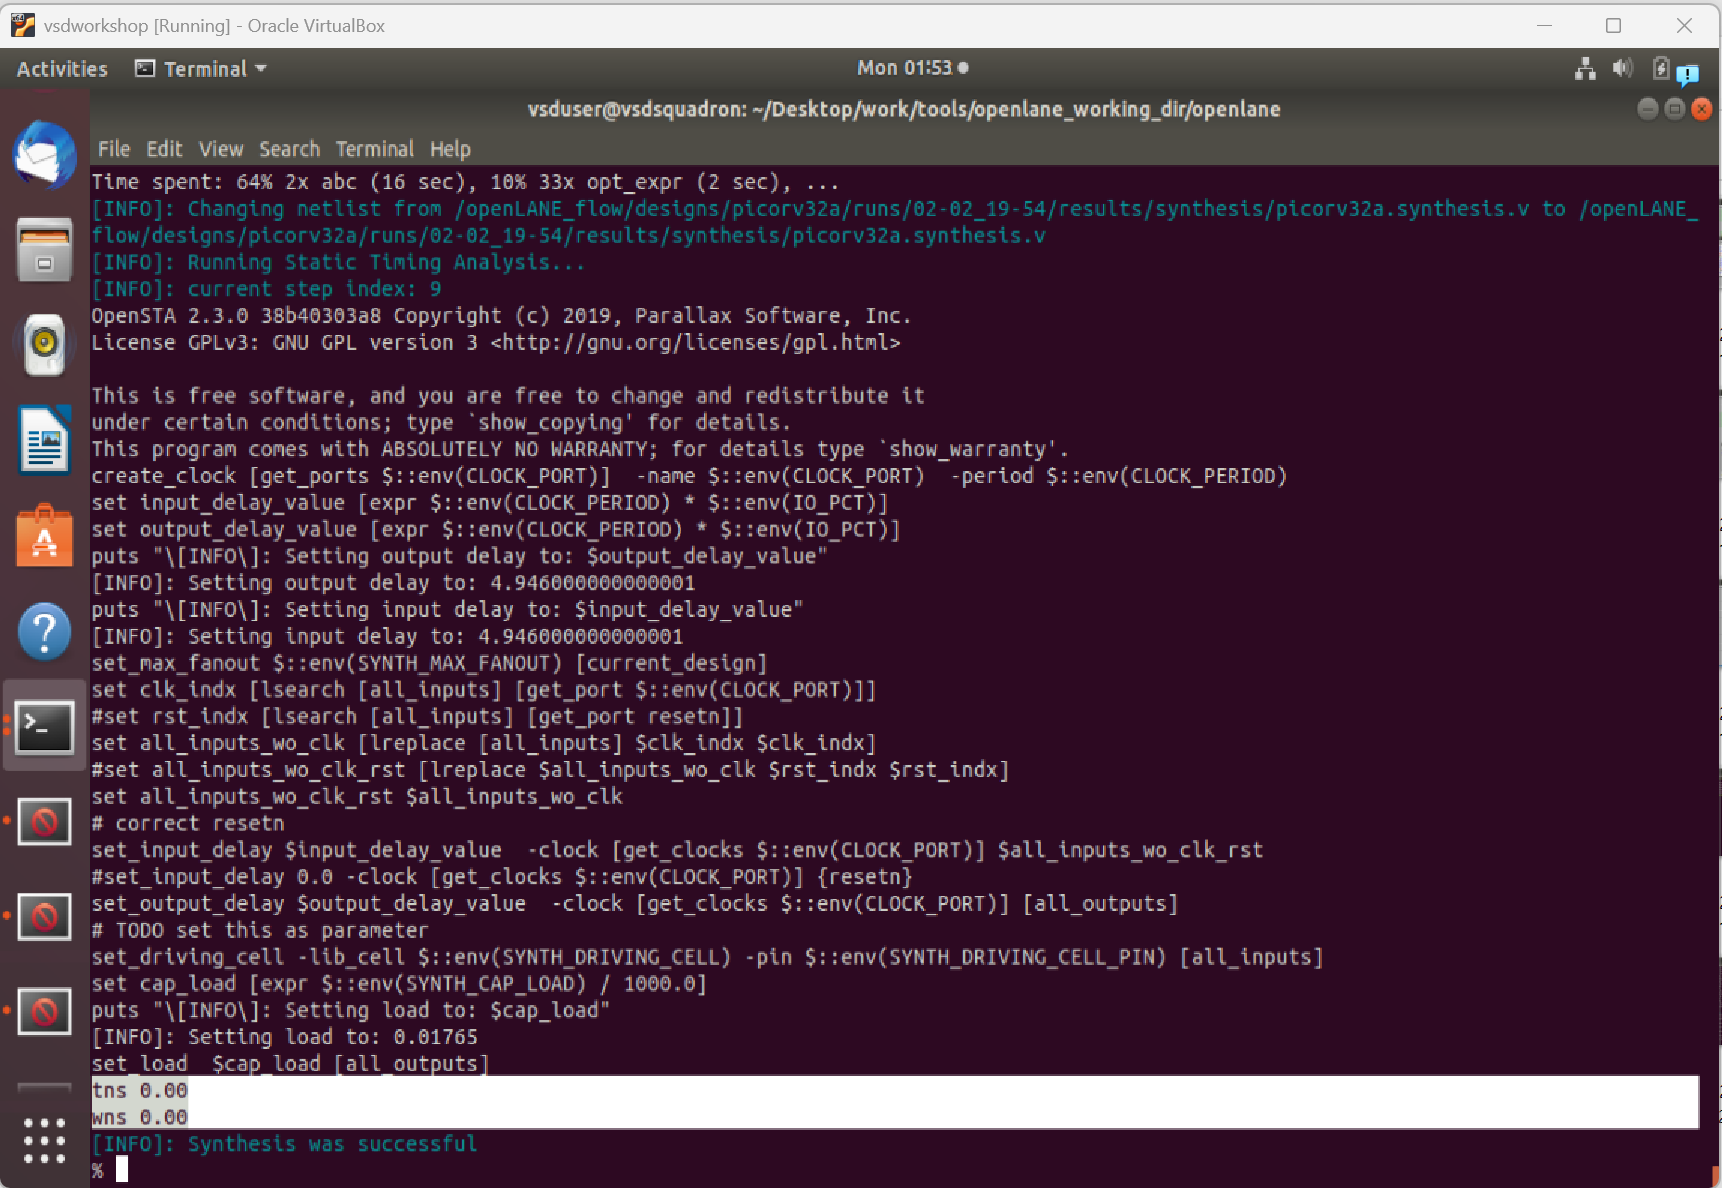 vsdworkshop [Running] - Oracle VirtualBox
Activities Terminal Mon 01:53
vsduser@vsdsquadron: ~/Desktop/work/tools/openlane_working_dir/openlane
File Edit View Search Terminal Help
Time spent: 64% 2x abc (16 sec), 10% 33x opt_expr (2 sec), ...
[INFO]: Changing netlist from /openLANE_flow/designs/picorv32a/runs/02-02_19-54/results/synthesis/picorv32a.synthesis.v to /openLANE_
flow/designs/picorv32a/runs/02-02_19-54/results/synthesis/picorv32a.synthesis.v
[INFO]: Running Static Timing Analysis...
[INFO]: current step index: 9
OpenSTA 2.3.0 38b40303a8 Copyright (c) 2019, Parallax Software, Inc.
License GPLv3: GNU GPL version 3 <http://gnu.org/licenses/gpl.html>
This is free software, and you are free to change and redistribute it
under certain conditions; type `show_copying' for details.
This program comes with ABSOLUTELY NO WARRANTY; for details type `show_warranty'.
create_clock [get_ports $::env(CLOCK_PORT)]  -name $::env(CLOCK_PORT)  -period $::env(CLOCK_PERIOD)
set input_delay_value [expr $::env(CLOCK_PERIOD) * $::env(IO_PCT)]
set output_delay_value [expr $::env(CLOCK_PERIOD) * $::env(IO_PCT)]
puts "\[INFO\]: Setting output delay to: $output_delay_value"
[INFO]: Setting output delay to: 4.946000000000001
puts "\[INFO\]: Setting input delay to: $input_delay_value"
[INFO]: Setting input delay to: 4.946000000000001
set_max_fanout $::env(SYNTH_MAX_FANOUT) [current_design]
set clk_indx [lsearch [all_inputs] [get_port $::env(CLOCK_PORT)]]
#set rst_indx [lsearch [all_inputs] [get_port resetn]]
set all_inputs_wo_clk [lreplace [all_inputs] $clk_indx $clk_indx]
#set all_inputs_wo_clk_rst [lreplace $all_inputs_wo_clk $rst_indx $rst_indx]
set all_inputs_wo_clk_rst $all_inputs_wo_clk
# correct resetn
set_input_delay $input_delay_value  -clock [get_clocks $::env(CLOCK_PORT)] $all_inputs_wo_clk_rst
#set_input_delay 0.0 -clock [get_clocks $::env(CLOCK_PORT)] {resetn}
set_output_delay $output_delay_value  -clock [get_clocks $::env(CLOCK_PORT)] [all_outputs]
# TODO set this as parameter
set_driving_cell -lib_cell $::env(SYNTH_DRIVING_CELL) -pin $::env(SYNTH_DRIVING_CELL_PIN) [all_inputs]
set cap_load [expr $::env(SYNTH_CAP_LOAD) / 1000.0]
puts "\[INFO\]: Setting load to: $cap_load"
[INFO]: Setting load to: 0.01765
set_load  $cap_load [all_outputs]
tns 0.00
wns 0.00
[INFO]: Synthesis was successful
%